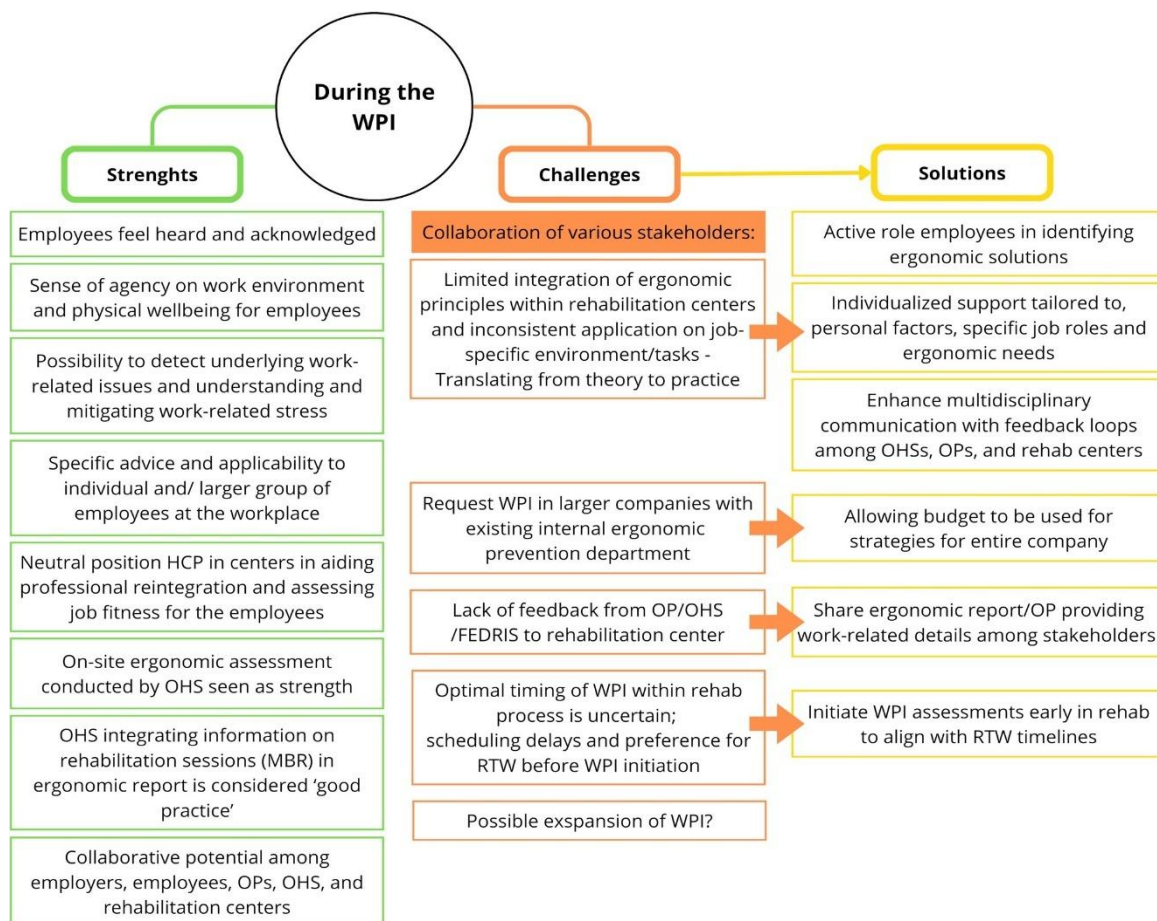 During the
WPI
Strenghts
Challenges
Solutions
Employees feel heard and acknowledged
Sense of agency on work environment
and physical wellbeing for employees
Possibility to detect underlying work-
related issues and understanding and
mitigating work-related stress
Specific advice and applicability to
individual and/ larger group of
employees at the workplace
Neutral position HCP in centers in aiding
professional reintegration and assessing
job fitness for the employees
On-site ergonomic assessment
conducted by OHS seen as strength
OHS integrating information on
rehabilitation sessions (MBR) in
ergonomic report is considered ‘good
practice’
Collaborative potential among
employers, employees, OPs, OHS, and
rehabilitation centers
Collaboration of various stakeholders:
Limited integration of ergonomic
principles within rehabilitation centers
and inconsistent application on job-
specific environment/tasks -
Translating from theory to practice
Request WPI in larger companies with
existing internal ergonomic
prevention department
Lack of feedback from OP/OHS
/FEDRIS to rehabilitation center
Optimal timing of WPI within rehab
process is uncertain;
scheduling delays and preference for
RTW before WPI initiation
Possible exspansion of WPI?
Active role employees in identifying
ergonomic solutions
Individualized support tailored to,
personal factors, specific job roles and
ergonomic needs
Enhance multidisciplinary
communication with feedback loops
among OHSs, OPs, and rehab centers
Allowing budget to be used for
strategies for entire company
Share ergonomic report/OP providing
work-related details among stakeholders
Initiate WPI assessments early in rehab
to align with RTW timelines